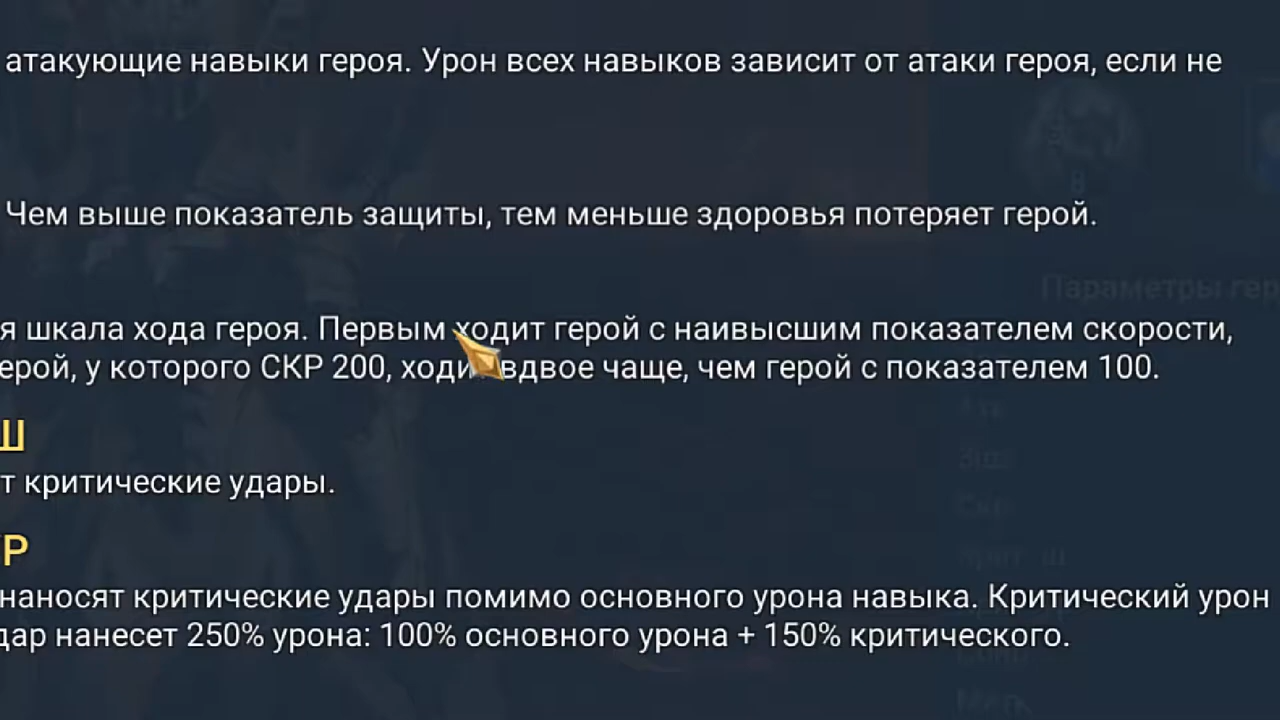 атакующие навыки героя. Урон всех навыков зависит от атаки героя, если не
Чем выше показатель защиты, тем меньше здоровья потеряет герой.
Параметры гер
я шкала хода героя. Первым ходит герой с наивысшим показателем скорости,
ерой, у которого СКР 200, ходит вдвое чаще, чем герой с показателем 100.
Ш
т критические удары.
Р
наносят критические удары помимо основного урона навыка. Критический урон
дар нанесет 250% урона: 100% основного урона + 150% критического.